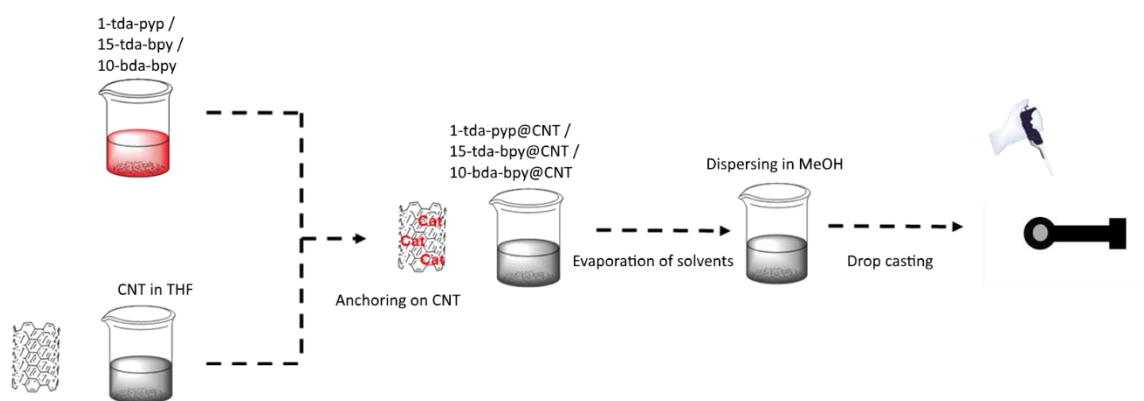 1-tda-pyp /
15-tda-bpy /
10-bda-bpy
CNT in THF
Cat
Cat
Cat
Anchoring on CNT
1-tda-pyp@CNT /
15-tda-bpy@CNT /
10-bda-bpy@CNT
Evaporation of solvents
Dispersing in MeOH
Drop casting